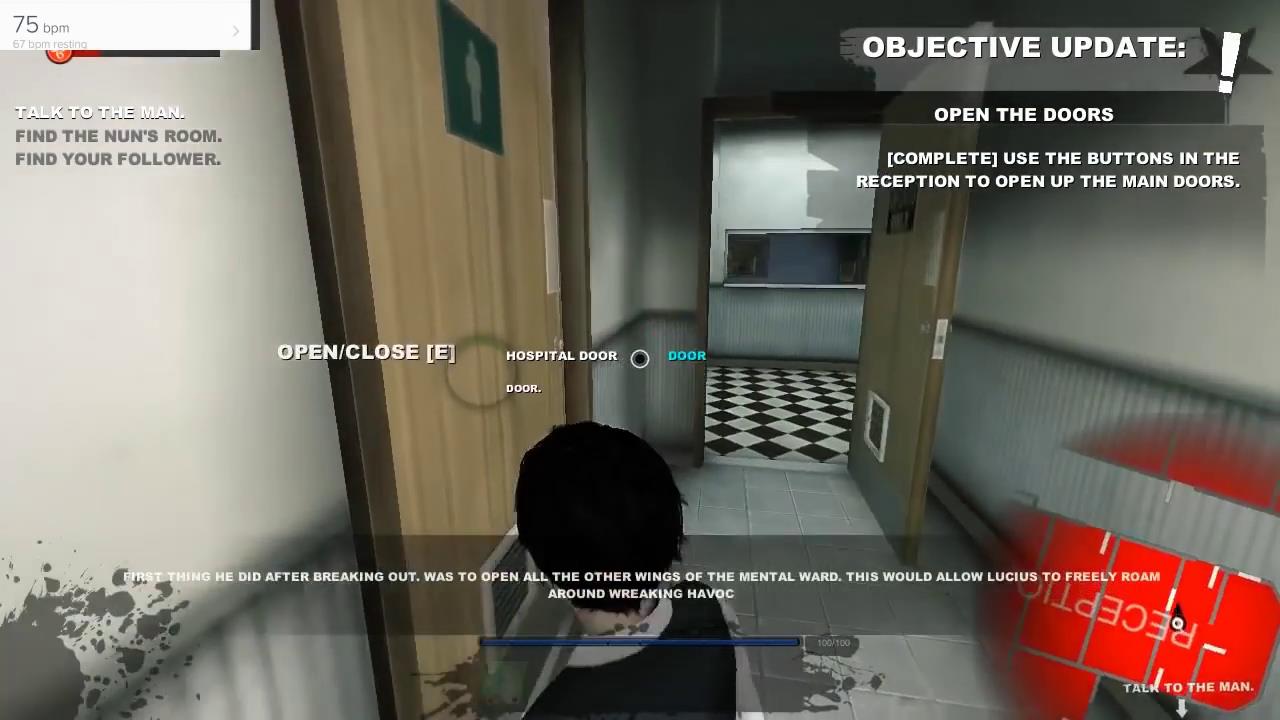 75 bpm
67 bpm resting
OBJECTIVE UPDATE:
OPEN THE DOORS
[COMPLETE] USE THE BUTTONS IN THE
RECEPTION TO OPEN UP THE MAIN DOORS.
TALK TO THE MAN.
FIND THE NUN'S ROOM.
FIND YOUR FOLLOWER.
OPEN/CLOSE [E]
HOSPITAL DOOR
DOOR
DOOR.
FIRST THING HE DID AFTER BREAKING OUT. WAS TO OPEN ALL THE OTHER WINGS OF THE MENTAL WARD. THIS WOULD ALLOW LUCIUS TO FREELY ROAM
AROUND WREAKING HAVOC
100/100
RECEPTIO
TALK TO THE MAN.